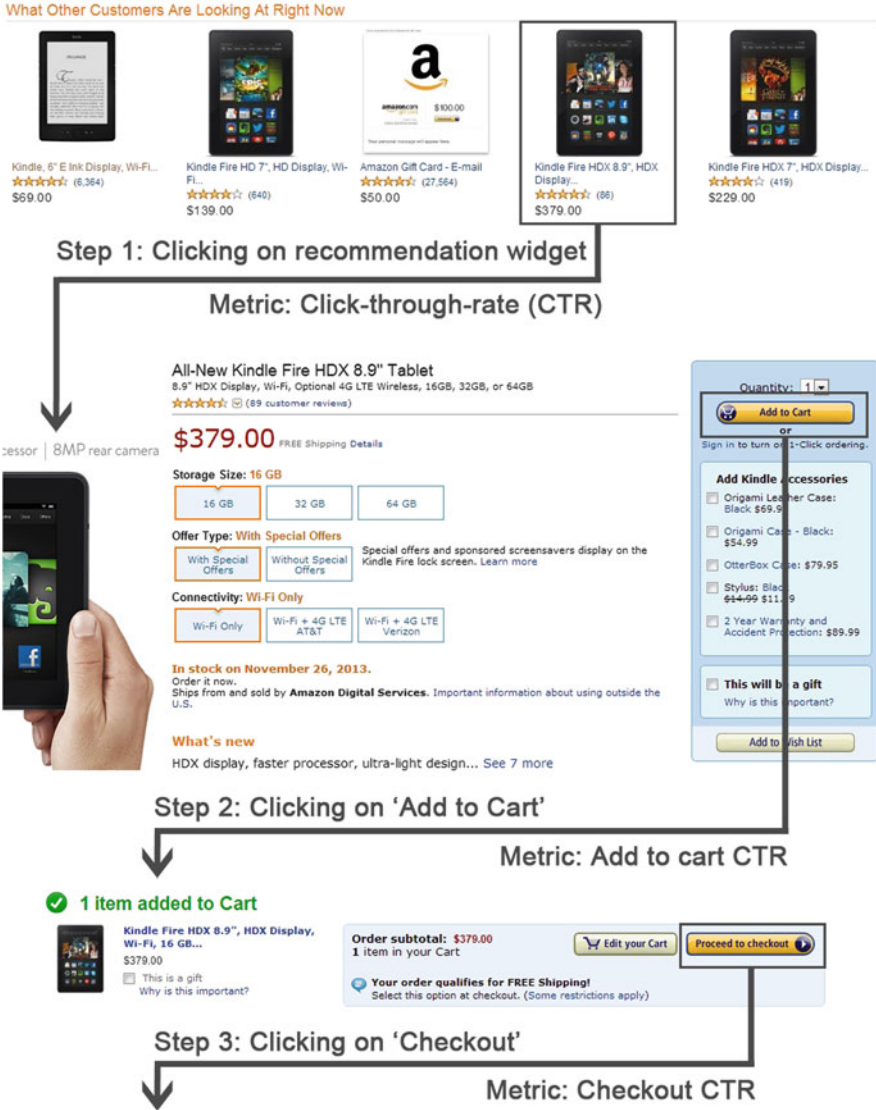 What Other Customers Are Looking At Right Now
a
amazon.com
$100.00
Kindle, 6" E Ink Display, Wi-Fi...
(6,364)
$69.00
Kindle Fire HD 7", HD Display, Wi-
Fi...
(640)
$139.00
Amazon Gift Card - E-mail
(27,564)
$50.00
Kindle Fire HDX 8.9", HDX
Display...
(86)
$379.00
Kindle Fire HDX 7", HDX Display...
(419)
$229.00
Step 1: Clicking on recommendation widget
Metric: Click-through-rate (CTR)
cessor | 8MP rear camera
All-New Kindle Fire HDX 8.9" Tablet
8.9" HDX Display, Wi-Fi, Optional 4G LTE Wireless, 16GB, 32GB, or 64GB
(89 customer reviews)
$379.00 FREE Shipping Details
Storage Size: 16 GB
16 GB
32 GB
64 GB
Offer Type: With Special Offers
With Special
Offers
Without Special
Offers
Special offers and sponsored screensavers display on the
Kindle Fire lock screen. Learn more
Connectivity: Wi-Fi Only
Wi-Fi Only
Wi-Fi + 4G LTE
AT&T
Wi-Fi + 4G LTE
Verizon
In stock on November 26, 2013.
Order it now.
Ships from and sold by Amazon Digital Services. Important information about using outside the
U.S.
What's new
HDX display, faster processor, ultra-light design... See 7 more
Quantity: 1
Add to Cart
or
Sign in to turn on 1-Click ordering.
Add Kindle Accessories
Origami Leather Case:
Black $69.9
Origami Case - Black:
$54.99
OtterBox Case: $79.95
Stylus: Black
$14.99 $11. 9
2 Year Warranty and
Accident Protection: $89.99
This will be a gift
Why is this important?
Add to Wish List
Step 2: Clicking on 'Add to Cart'
Metric: Add to cart CTR
1 item added to Cart
Kindle Fire HDX 8.9", HDX Display,
Wi-Fi, 16 GB...
$379.00
This is a gift
Why is this important?
Order subtotal: $379.00
1 item in your Cart
Edit your Cart
Proceed to checkout
Your order qualifies for FREE Shipping!
Select this option at checkout. (Some restrictions apply)
Step 3: Clicking on 'Checkout'
Metric: Checkout CTR